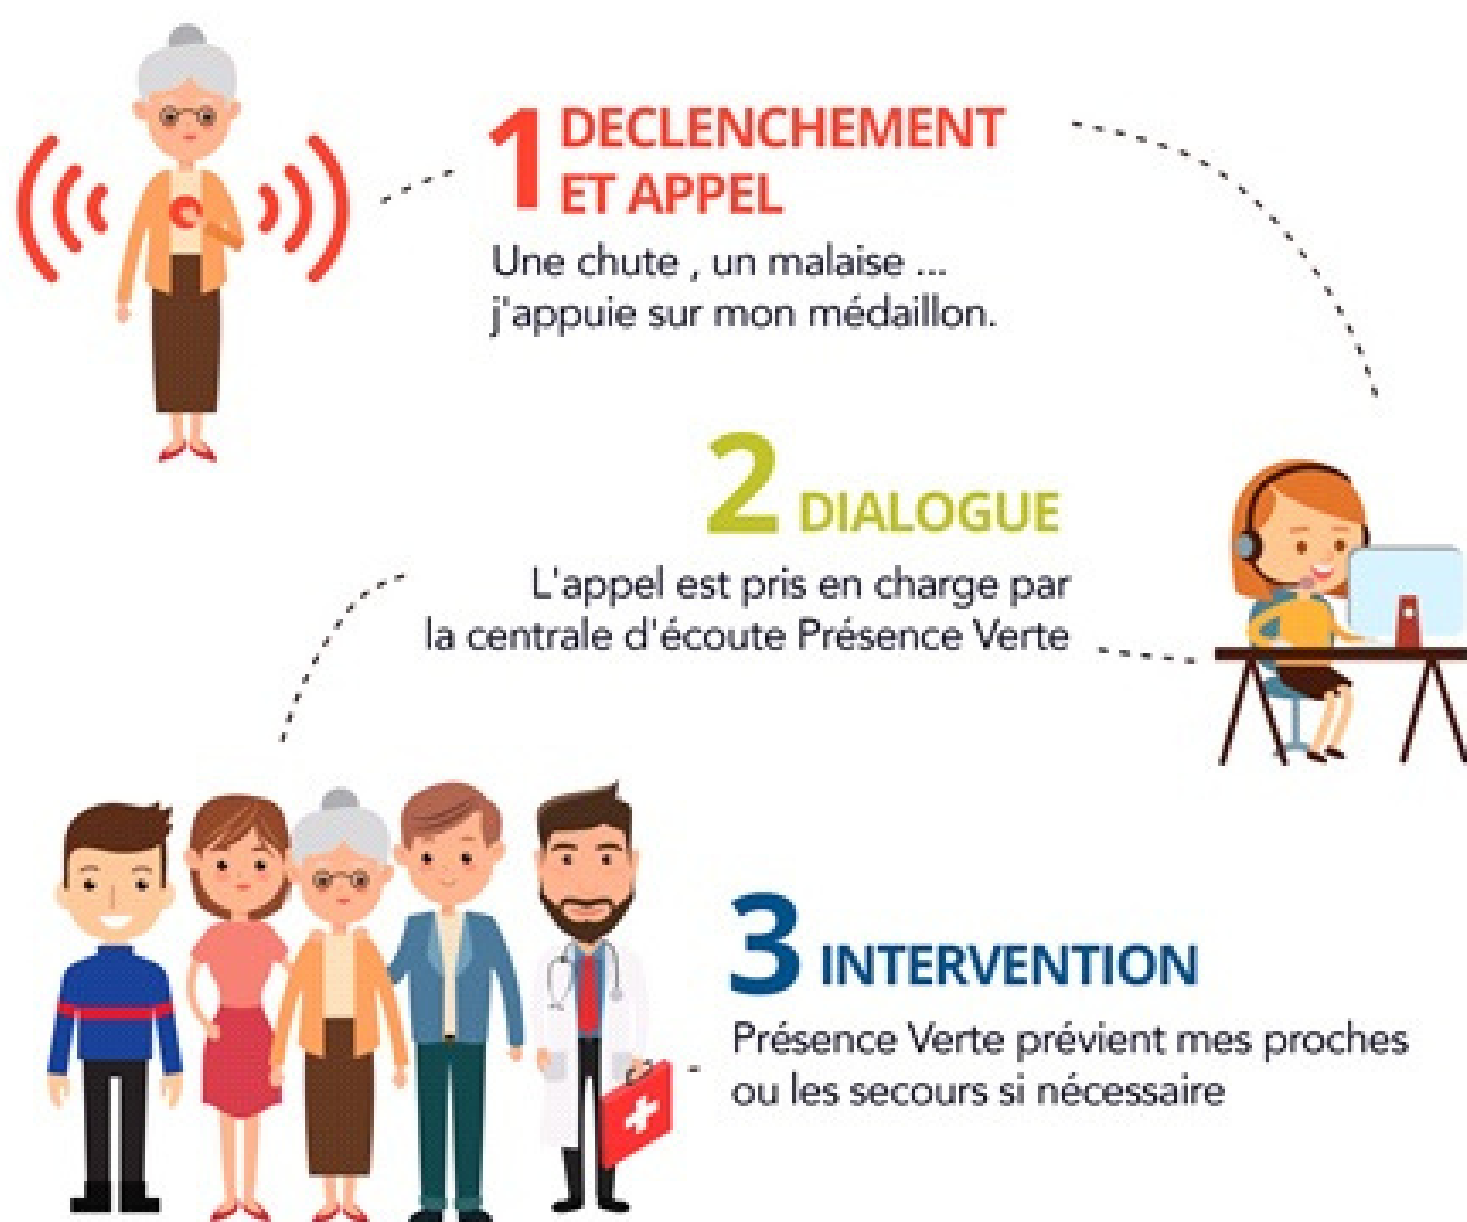 1 DECLENCHEMENT
ET APPEL
Une chute , un malaise ...
j'appuie sur mon médaillon.
2 DIALOGUE
L'appel est pris en charge par
la centrale d'écoute Présence Verte
3 INTERVENTION
Présence Verte prévient mes proches
ou les secours si nécessaire